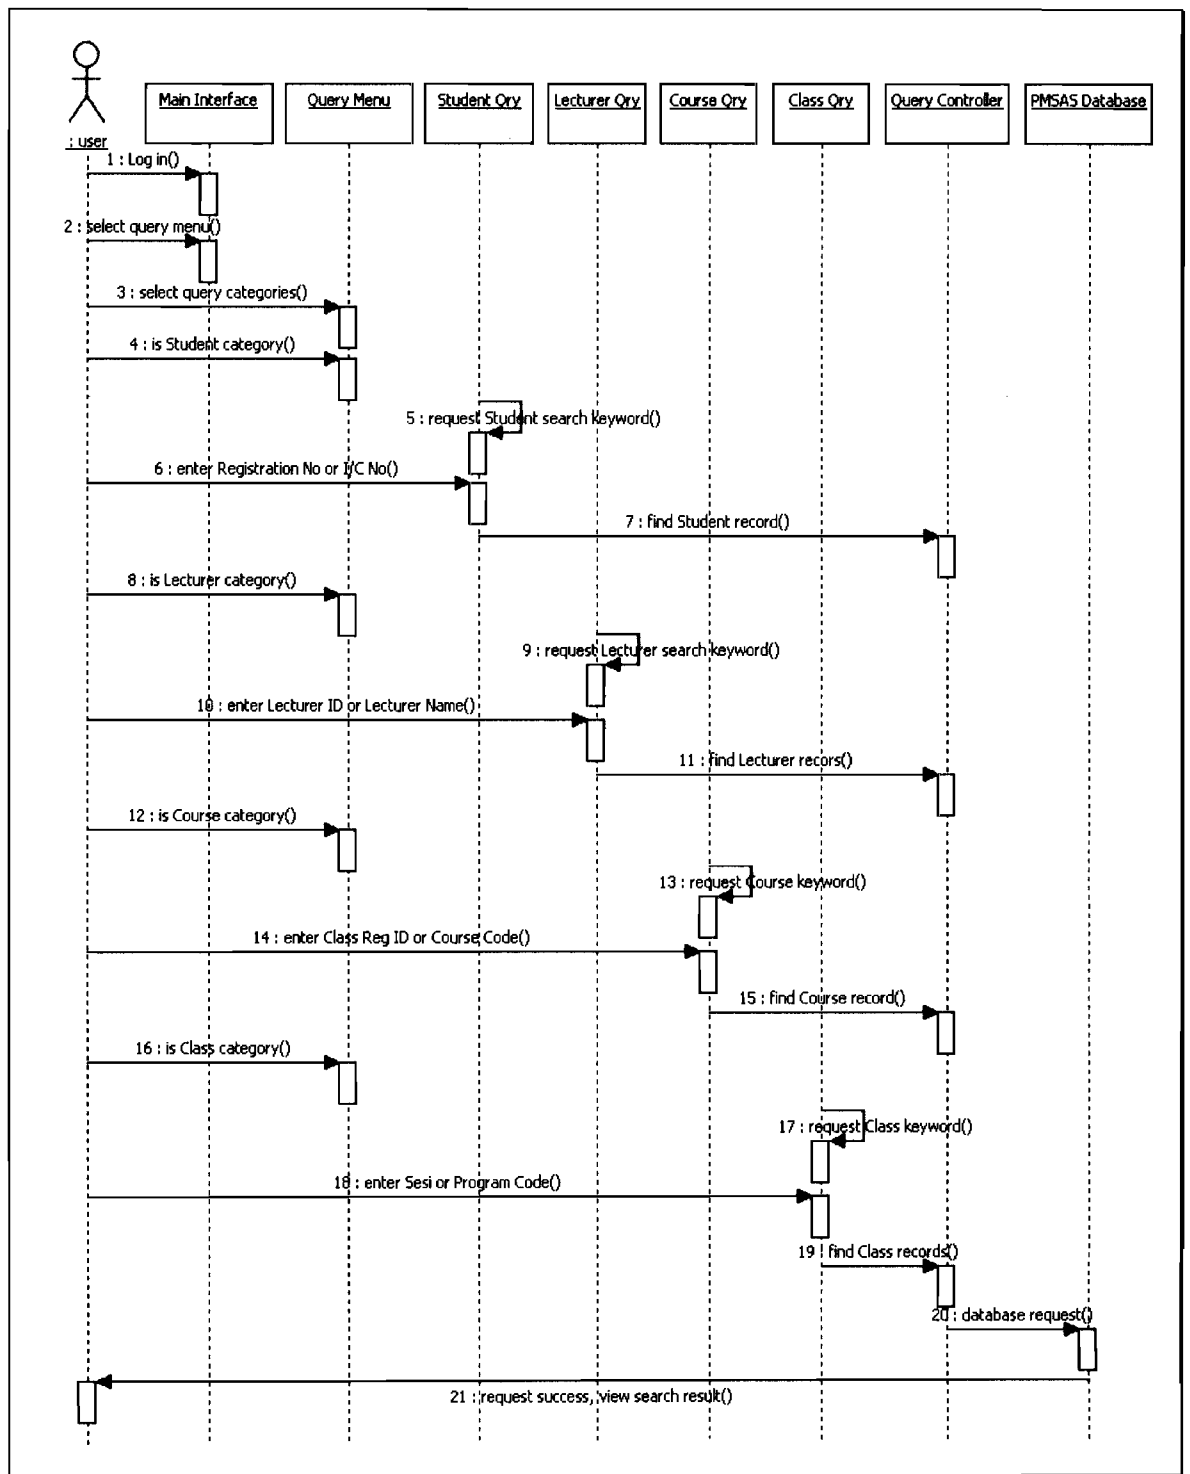 Main Interface
Query Menu
Student Qry
Lecturer Qry
Course Qry
Class Qry
Query Controller
PMSAS Database
: user
1 : Log in()
2 : select query menu()
3 : select query categories()
4 : is Student category()
5 : request Student search keyword()
6 : enter Registration No or I/C No()
7 : find Student record()
8 : is Lecturer category()
9 : request Lecturer search keyword()
10 : enter Lecturer ID or Lecturer Name()
11 : find Lecturer recors()
12 : is Course category()
13 : request Course keyword()
14 : enter Class Reg ID or Course Code()
15 : find Course record()
16 : is Class category()
17 : request Class keyword()
18 : enter Sesi or Program Code()
19 : find Class records()
20 : database request()
21 : request success, view search result()